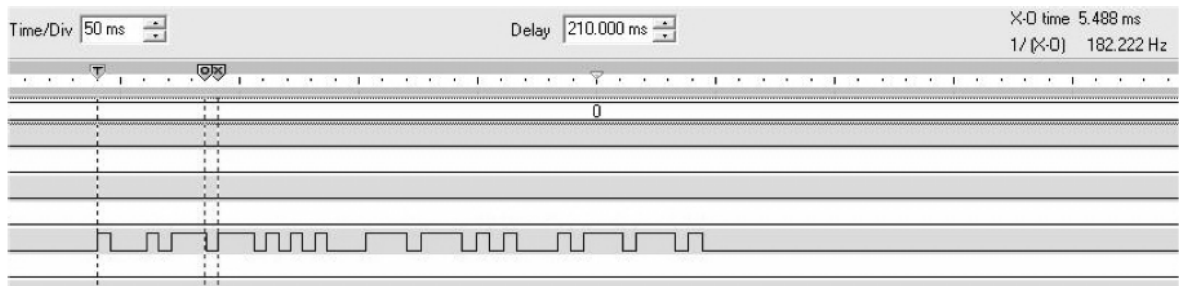 Time/Div 50 ms Delay 210.000 ms X-O time 5.488 ms
1/ (X-O) 182.222 Hz
T O X
0